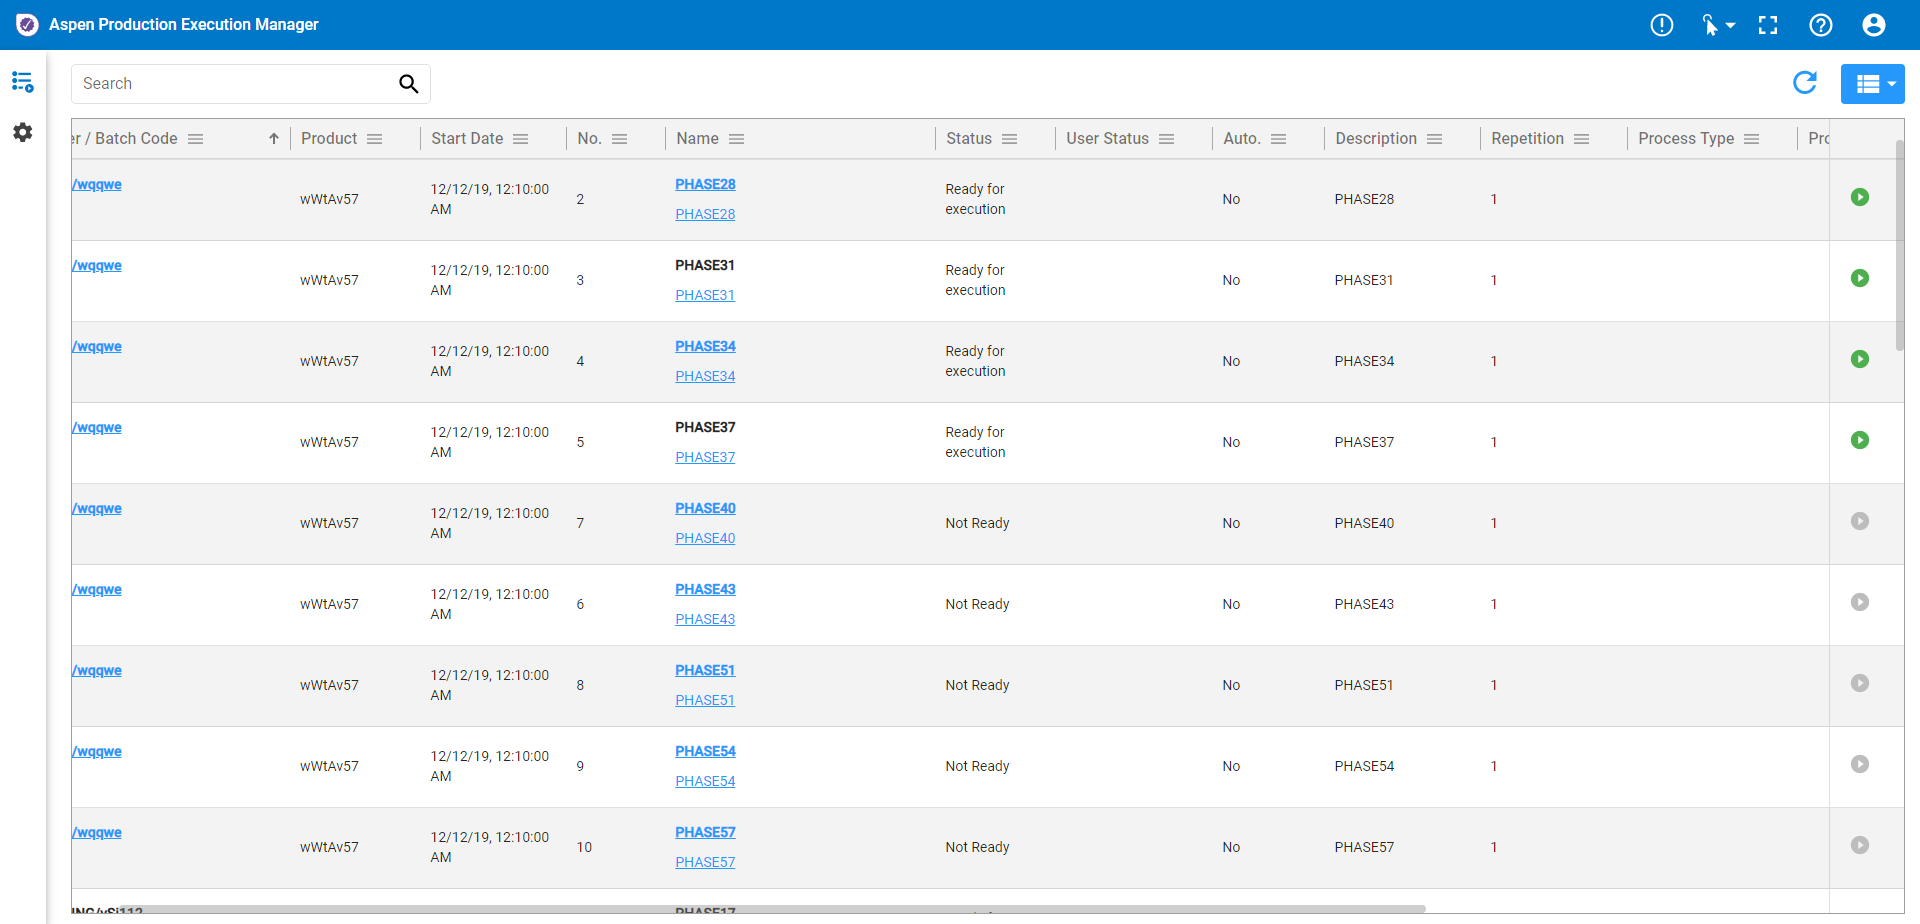 Aspen Production Execution Manager
Search
er / Batch Code Product Start Date No. Name Status User Status Auto. Description Repetition Process Type Pro
/wqqwe wWtAv57 12/12/19, 12:10:00 AM 2 PHASE28 PHASE28 Ready for execution No PHASE28 1
/wqqwe wWtAv57 12/12/19, 12:10:00 AM 3 PHASE31 PHASE31 Ready for execution No PHASE31 1
/wqqwe wWtAv57 12/12/19, 12:10:00 AM 4 PHASE34 PHASE34 Ready for execution No PHASE34 1
/wqqwe wWtAv57 12/12/19, 12:10:00 AM 5 PHASE37 PHASE37 Ready for execution No PHASE37 1
/wqqwe wWtAv57 12/12/19, 12:10:00 AM 7 PHASE40 PHASE40 Not Ready No PHASE40 1
/wqqwe wWtAv57 12/12/19, 12:10:00 AM 6 PHASE43 PHASE43 Not Ready No PHASE43 1
/wqqwe wWtAv57 12/12/19, 12:10:00 AM 8 PHASE51 PHASE51 Not Ready No PHASE51 1
/wqqwe wWtAv57 12/12/19, 12:10:00 AM 9 PHASE54 PHASE54 Not Ready No PHASE54 1
/wqqwe wWtAv57 12/12/19, 12:10:00 AM 10 PHASE57 PHASE57 Not Ready No PHASE57 1
PHASE17